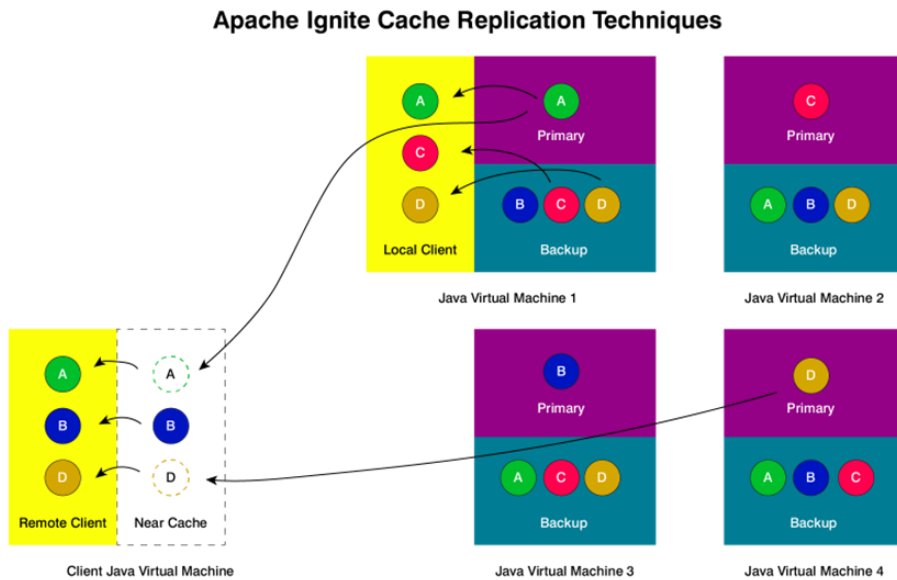 Apache Ignite Cache Replication Techniques
A
C
D
Local Client
A
Primary
B C D
Backup
Java Virtual Machine 1
C
Primary
A B D
Backup
Java Virtual Machine 2
A
B
D
Remote Client
A
B
D
Near Cache
Client Java Virtual Machine
B
Primary
A C D
Backup
Java Virtual Machine 3
D
Primary
A B C
Backup
Java Virtual Machine 4